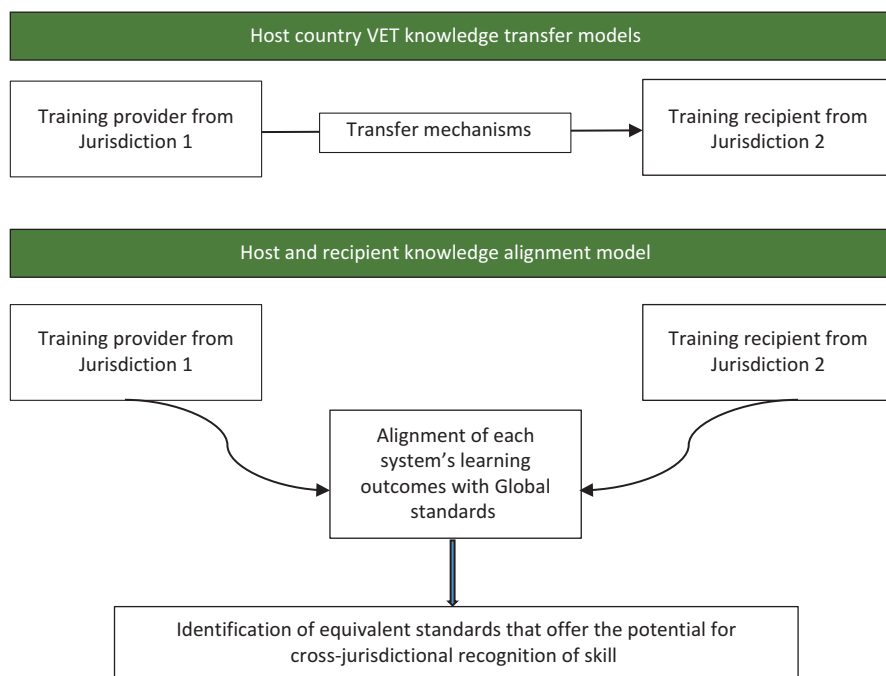 Host country VET knowledge transfer models
Training provider from
Jurisdiction 1
Transfer mechanisms
Training recipient from
Jurisdiction 2
Host and recipient knowledge alignment model
Training provider from
Jurisdiction 1
Training recipient from
Jurisdiction 2
Alignment of each
system’s learning
outcomes with Global
standards
Identification of equivalent standards that offer the potential for
cross-jurisdictional recognition of skill